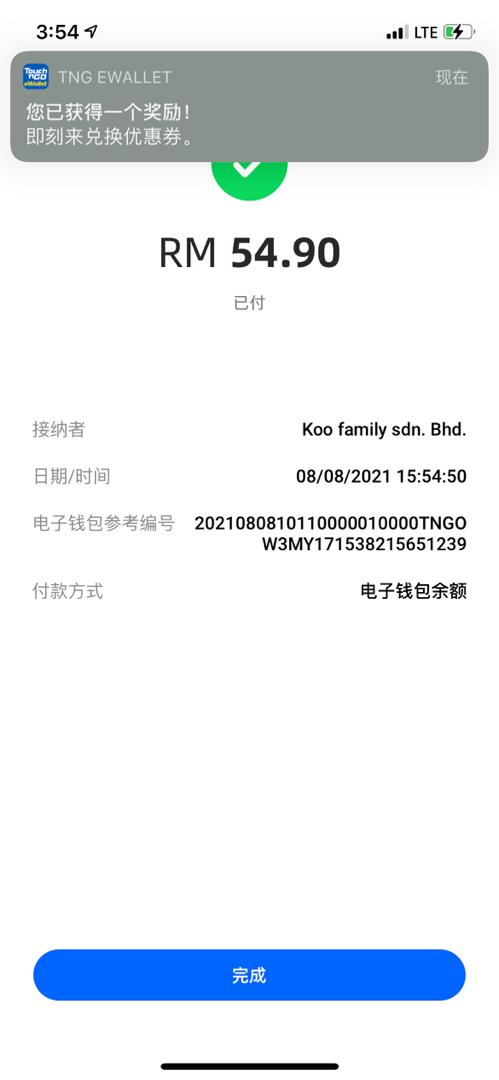 3:54
LTE
Touch
'nGO
eWallet
TNG EWALLET
现在
您已获得一个奖励！
即刻来兑换优惠券。
RM 54.90
已付
接纳者
Koo family sdn. Bhd.
日期/时间
08/08/2021 15:54:50
电子钱包参考编号
2021080810110000010000TNGO
W3MY171538215651239
付款方式
电子钱包余额
完成